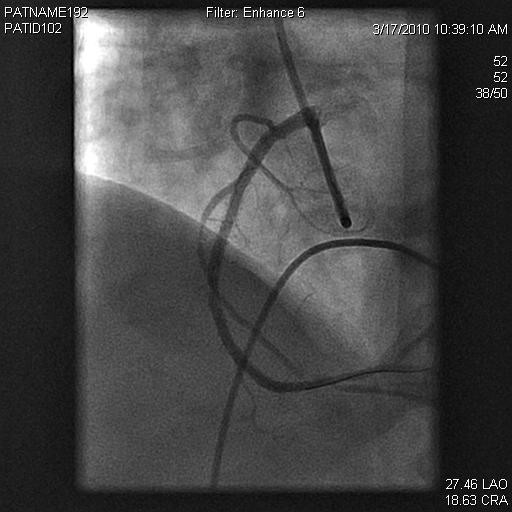 PATNAME192
PATID102
Filter: Enhance 6
3/17/2010 10:39:10 AM
52
52
38/50
27.46 LAO
18.63 CRA